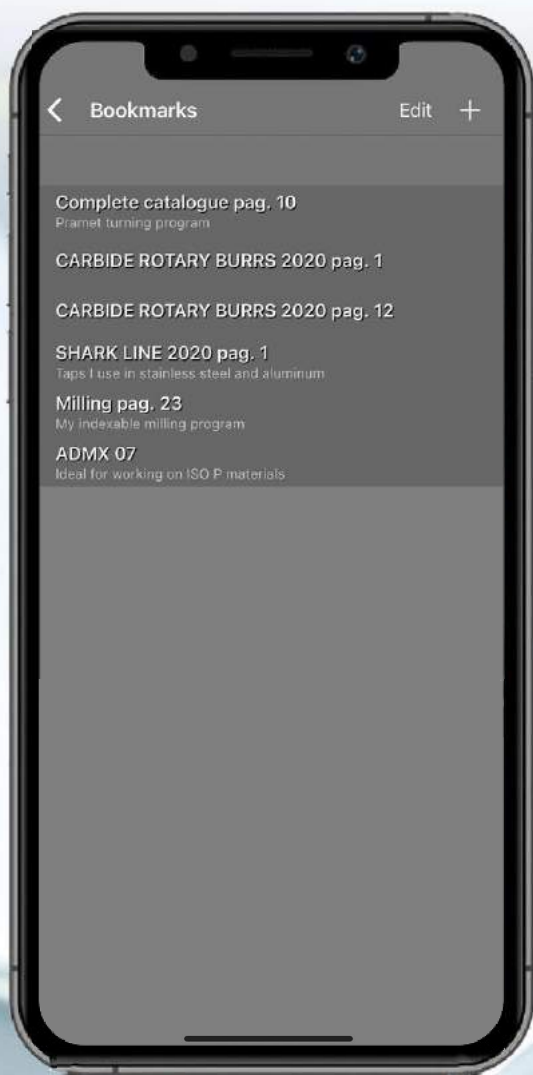 Bookmarks Edit +
Complete catalogue pag. 10
Pramet turning program
CARBIDE ROTARY BURRS 2020 pag. 1
CARBIDE ROTARY BURRS 2020 pag. 12
SHARK LINE 2020 pag. 1
Taps I use in stainless steel and aluminum
Milling pag. 23
My indexable milling program
ADMX 07
Ideal for working on ISO P materials